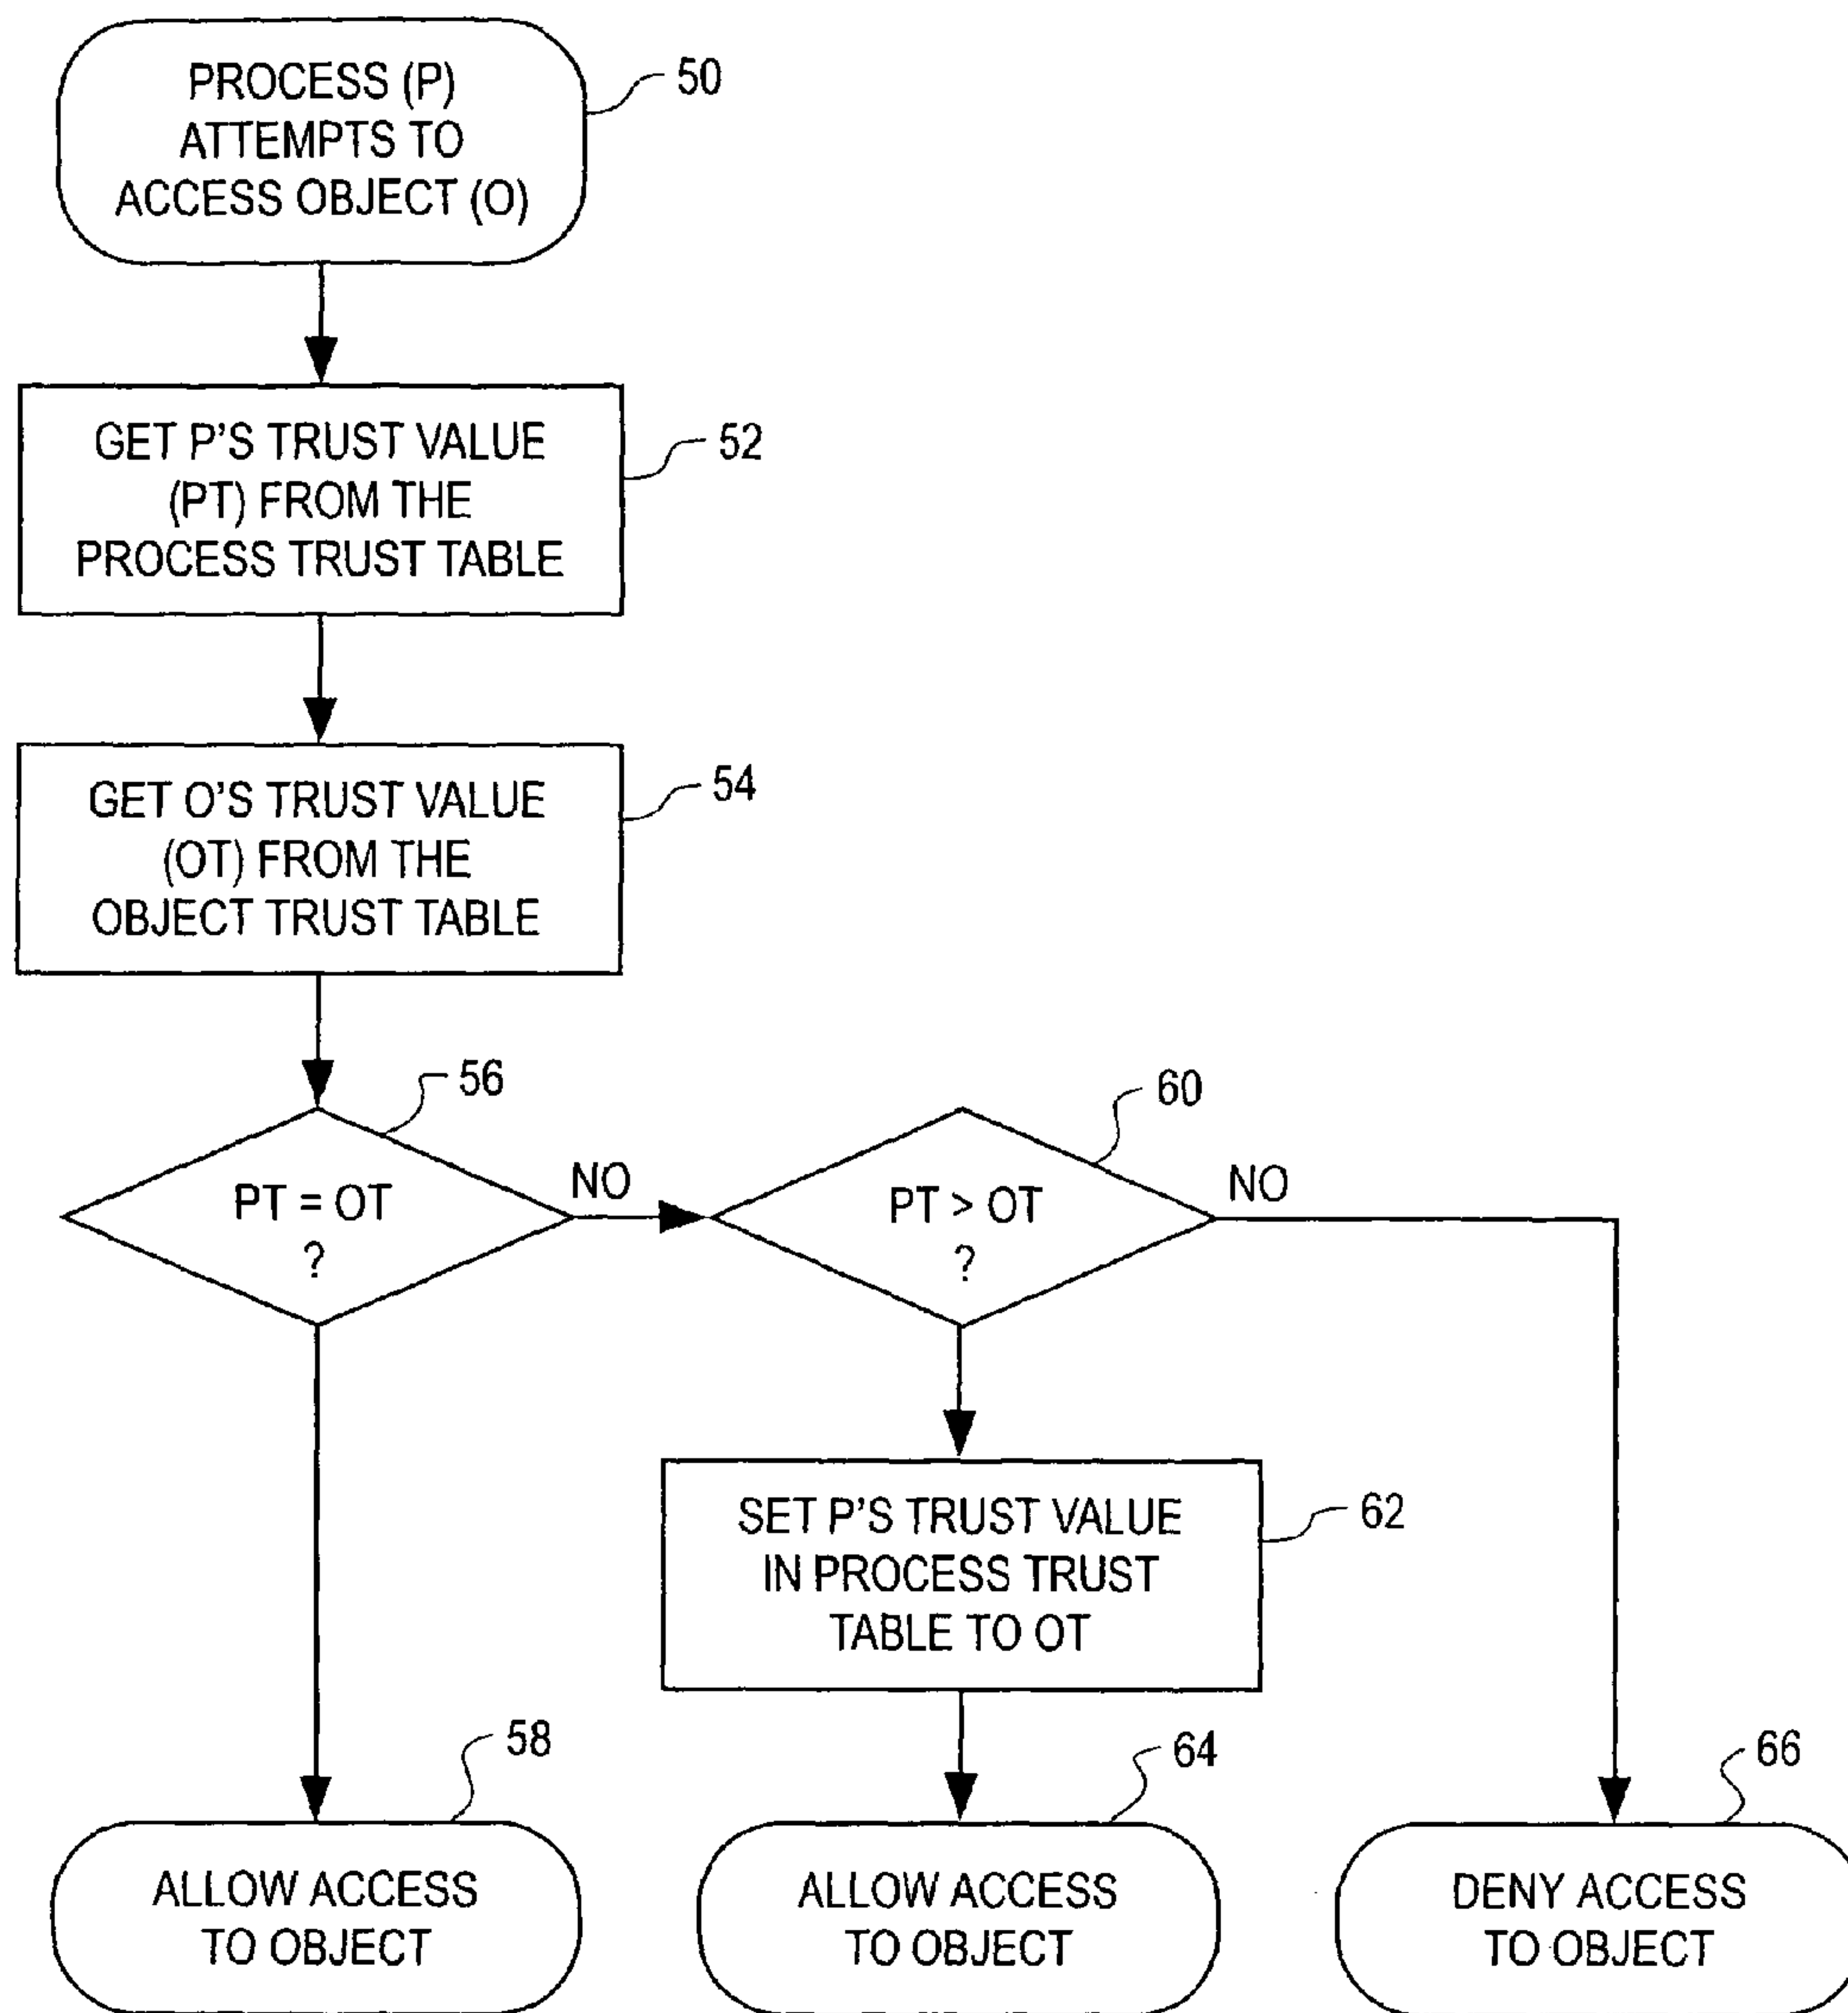 PROCESS (P)
ATTEMPTS TO
ACCESS OBJECT (O)
50
GET P'S TRUST VALUE
(PT) FROM THE
PROCESS TRUST TABLE
52
GET O'S TRUST VALUE
(OT) FROM THE
OBJECT TRUST TABLE
54
PT = OT
?
56
NO
PT > OT
?
60
NO
SET P'S TRUST VALUE
IN PROCESS TRUST
TABLE TO OT
62
ALLOW ACCESS
TO OBJECT
58
ALLOW ACCESS
TO OBJECT
64
DENY ACCESS
TO OBJECT
66